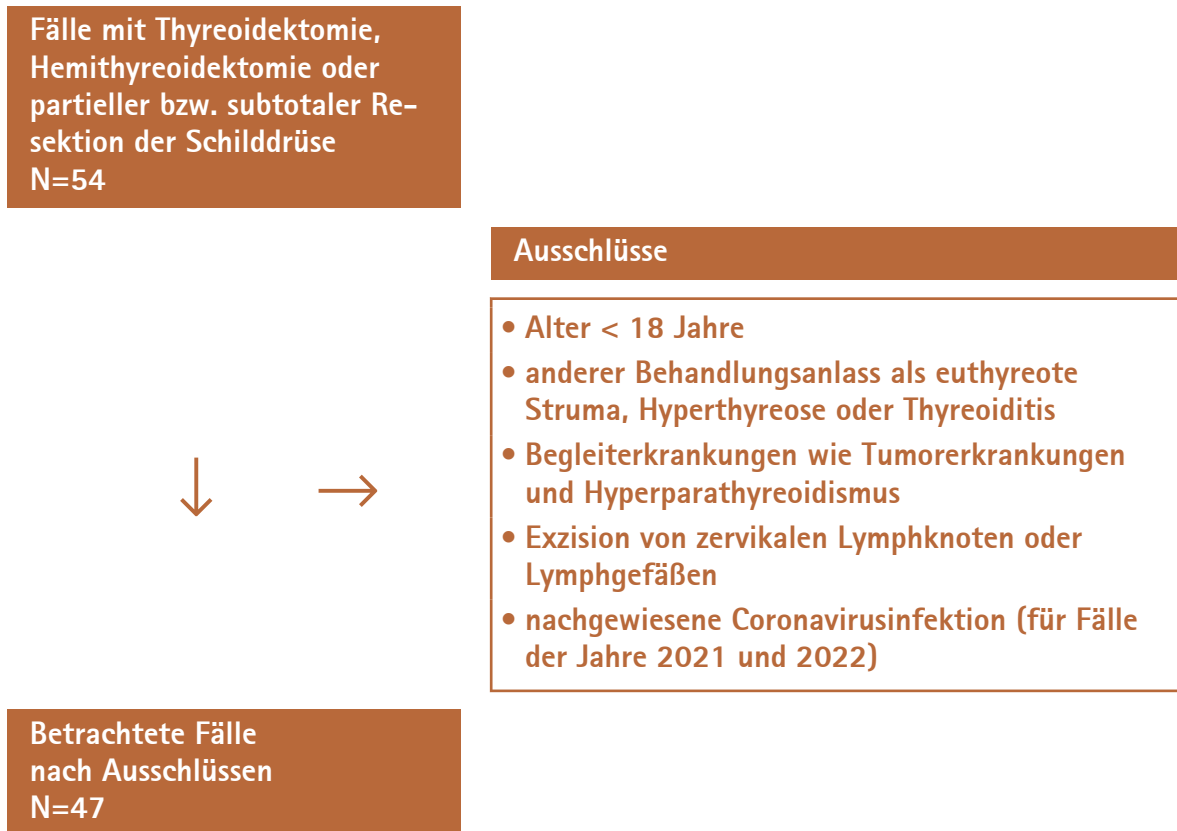 Fälle mit Thyreoidektomie,
Hemithyreoidektomie oder
partieller bzw. subtotaler Re-
sektion der Schilddrüse
N=54
Ausschlüsse
• Alter < 18 Jahre
• anderer Behandlungsanlass als euthyreote
Struma, Hyperthyreose oder Thyreoiditis
• Begleiterkrankungen wie Tumorerkrankungen
und Hyperparathyreoidismus
• Exzision von zervikalen Lymphknoten oder
Lymphgefäßen
• nachgewiesene Coronavirusinfektion (für Fälle
der Jahre 2021 und 2022)
Betrachtete Fälle
nach Ausschlüssen
N=47